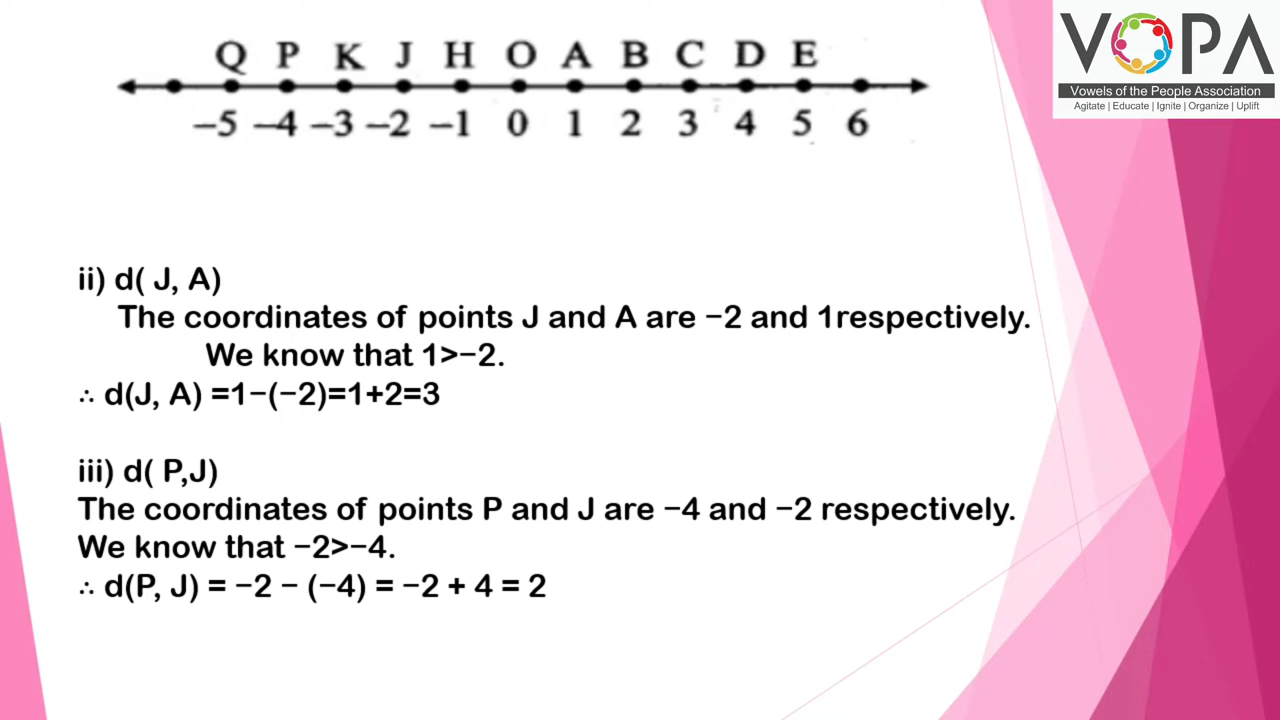 VOPA
Vowels of the People Association
Agitate | Educate | Ignite | Organize | Uplift
Q P K J H O A B C D E
−5 −4 −3 −2 −1 0 1 2 3 4 5 6
ii) d( J, A)
The coordinates of points J and A are −2 and 1respectively.
We know that 1>−2.
∴ d(J, A) =1−(−2)=1+2=3
iii) d( P,J)
The coordinates of points P and J are −4 and −2 respectively.
We know that −2>−4.
∴ d(P, J) = −2 − (−4) = −2 + 4 = 2